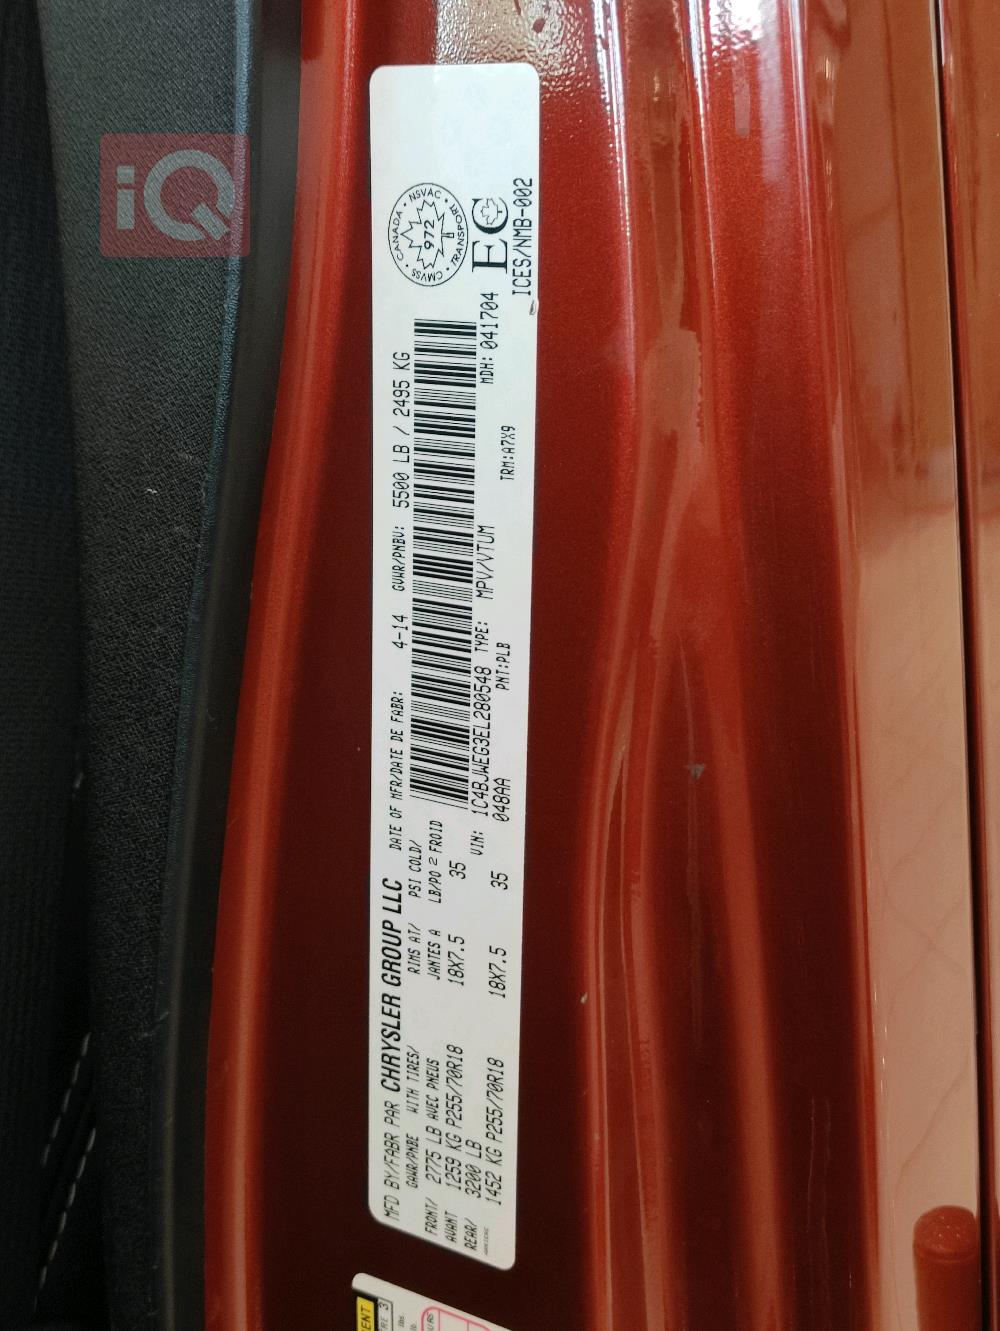 iQ
MFD BY/FABR PAR CHRYSLER GROUP LLC
DATE OF MFR/DATE DE FABR: 4-14
GVWR/PNBV: 5500 LB / 2495 KG
GAWR/PNBE WITH TIRES/ RIMS AT/ PSI COLD/
AVEC PNEUS JANTES A LB/PO 2 FROID
FRONT/ 2775 LB
AVANT 1259 KG P255/70R18 18X7.5 35
REAR/ 3200 LB
1452 KG P255/70R18 18X7.5 35
VIN: 1C4BJWEG3EL280548 TYPE: MPV/VTUM
048AA PNT:PLB TRM:A7X9
MDH: 041704
CANADA • NSVAC • TRANSPORT • CMVSS
972
EC
ICES/NMB-002